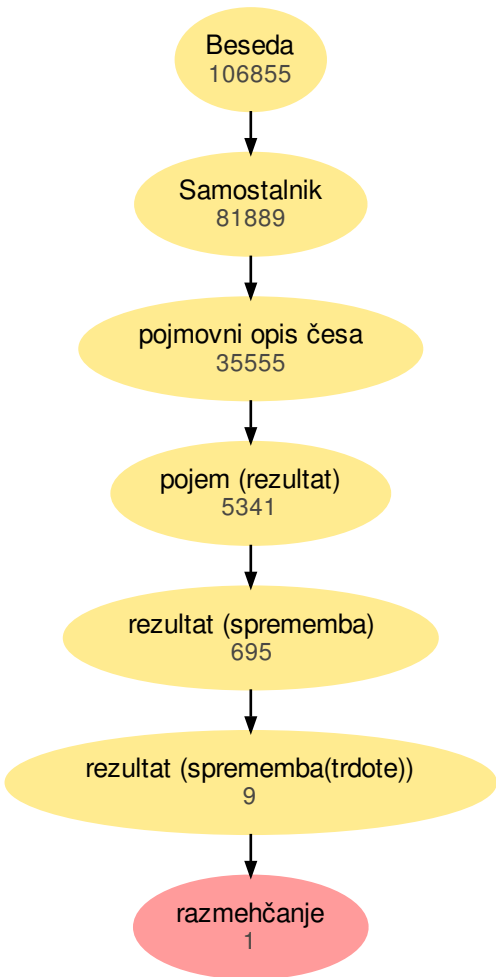 Beseda
106855
Samostalnik
81889
pojmovni opis česa
35555
pojem (rezultat)
5341
rezultat (sprememba)
695
rezultat (sprememba(trdote))
9
razmehčanje
1